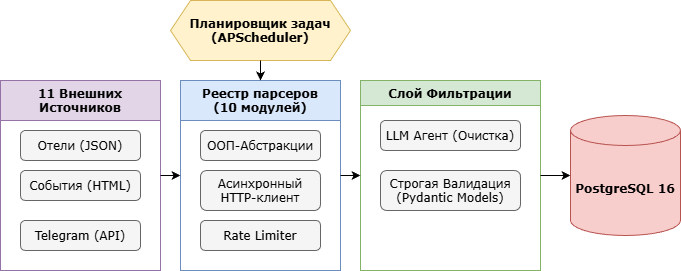 Планировщик задач
(APScheduler)
11 Внешних
Источников
Отели (JSON)
События (HTML)
Telegram (API)
Реестр парсеров
(10 модулей)
ООП-Абстракции
Асинхронный
HTTP-клиент
Rate Limiter
Слой Фильтрации
LLM Агент (Очистка)
Строгая Валидация
(Pydantic Models)
PostgreSQL 16